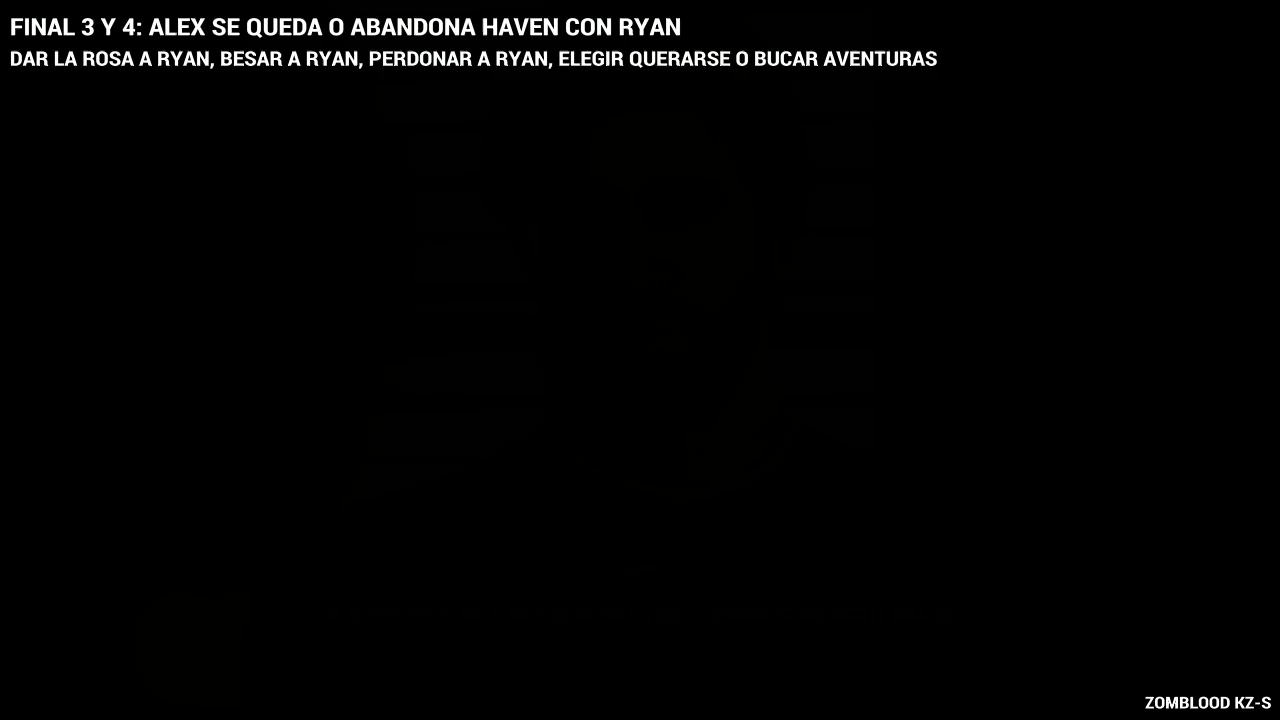 FINAL 3 Y 4: ALEX SE QUEDA O ABANDONA HAVEN CON RYAN
DAR LA ROSA A RYAN, BESAR A RYAN, PERDONAR A RYAN, ELEGIR QUERARSE O BUCAR AVENTURAS
ZOMBLOOD KZ-S